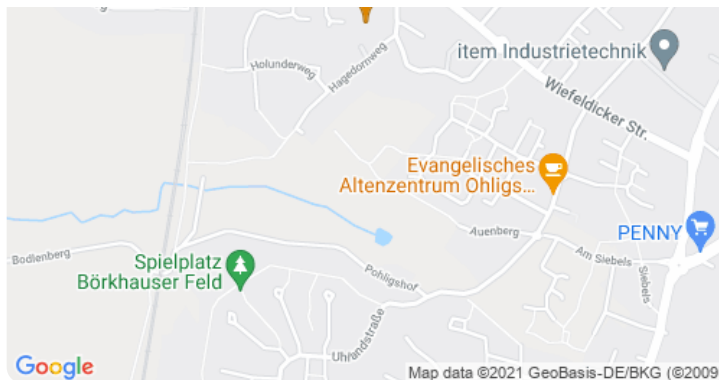 item Industrietechnik
Holunderweg
Hagedornweg
Wiefeldicker Str.
Evangelisches
Altenzentrum Ohligs...
Auenberg
PENNY
Am Siebels
Siebels
Bodlenberg
Spielplatz
Börkhauser Feld
Pohligshof
Uhlandstraße
Google
Map data ©2021 GeoBasis-DE/BKG (©2009